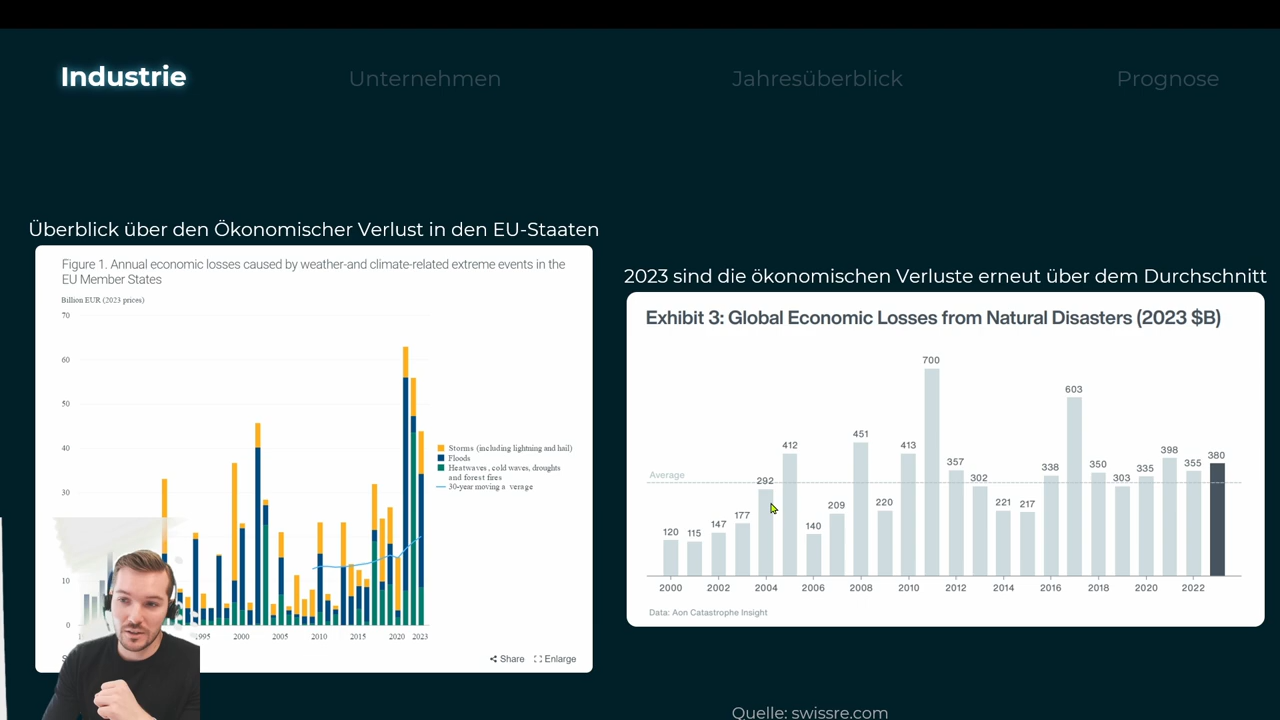 Industrie
Unternehmen
Jahresüberblick
Prognose
Überblick über den Ökonomischer Verlust in den EU-Staaten
Figure 1. Annual economic losses caused by weather-and climate-related extreme events in the
EU Member States
Billion EUR (2023 prices)
70
60
50
40
30
10
0
Storms (including lightning and hail)
Floods
Heatwaves, cold waves, droughts
and forest fires
30-year moving a verage
1995 2000 2005 2010 2015 2020 2023
Share
Enlarge
2023 sind die ökonomischen Verluste erneut über dem Durchschnitt
Exhibit 3: Global Economic Losses from Natural Disasters (2023 $B)
Average
120 115 147 177 292 412 140 209 451 220 413 700 357 302 221 217 338 603 350 303 335 398 355 380
2000 2002 2004 2006 2008 2010 2012 2014 2016 2018 2020 2022
Data: Aon Catastrophe Insight
Quelle: swissre.com